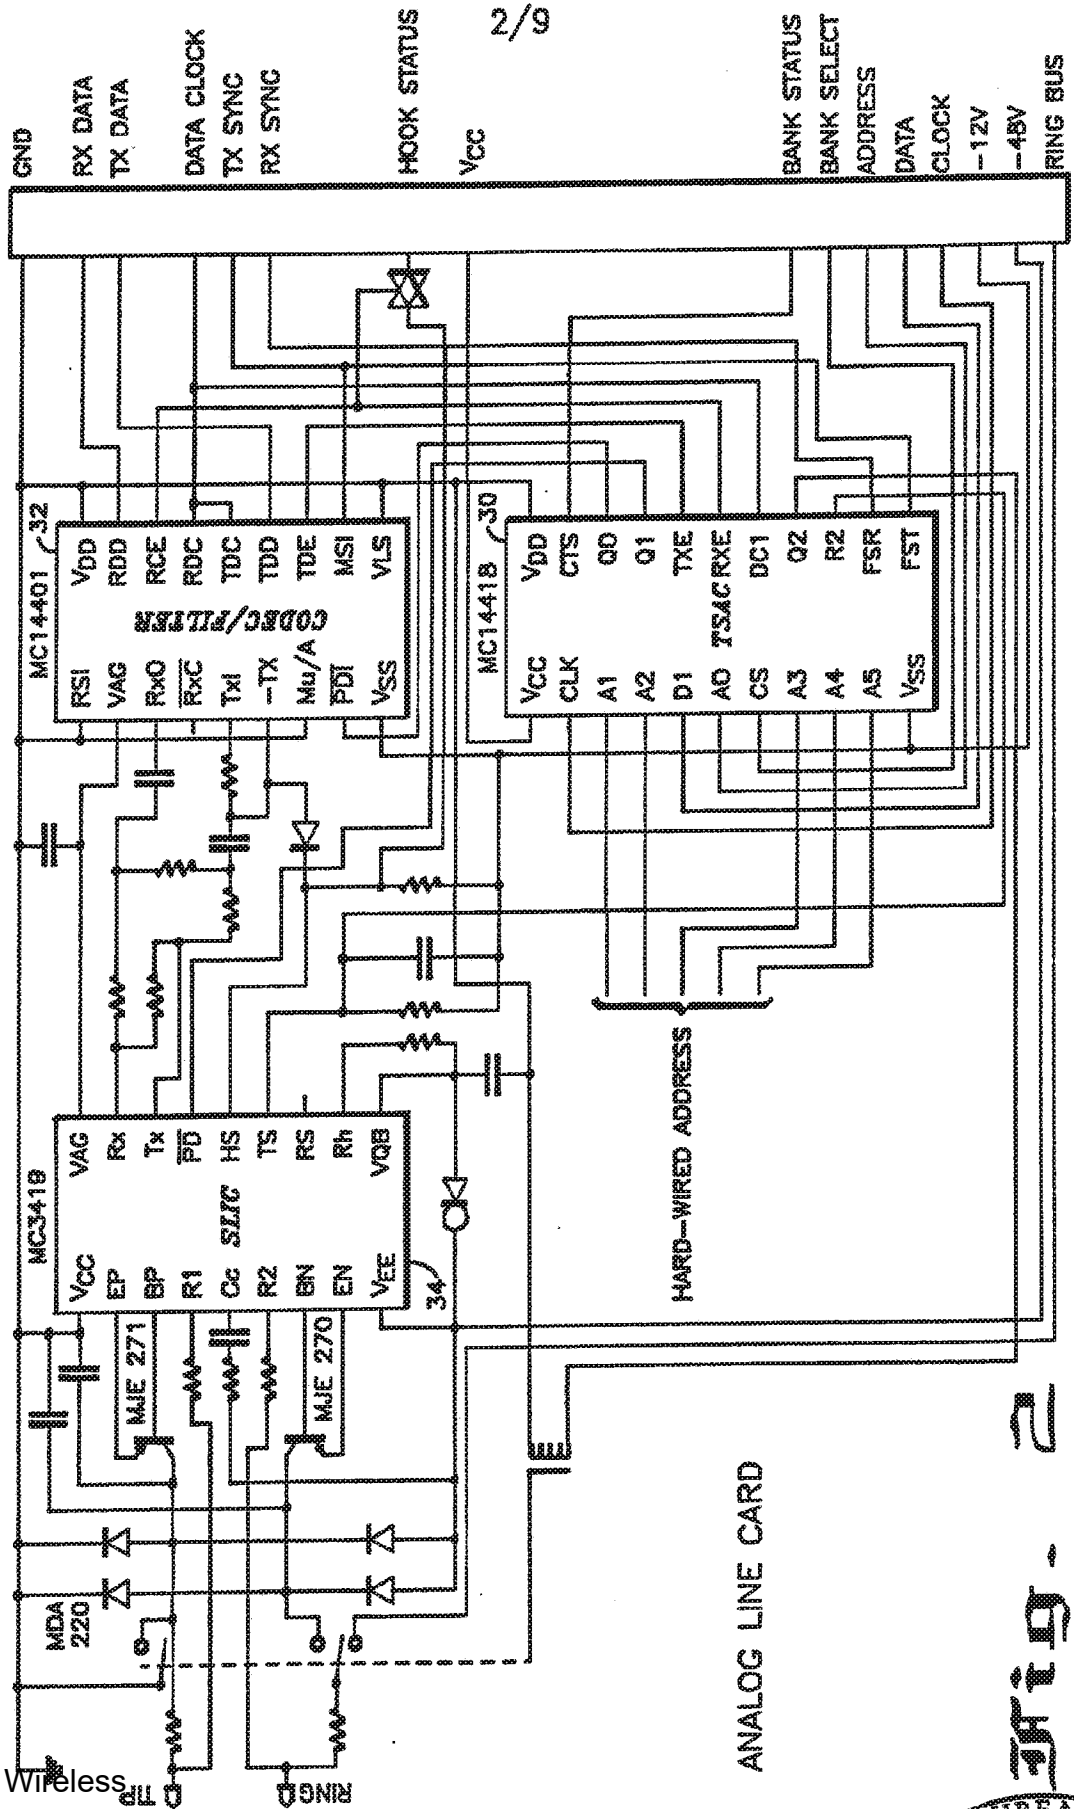 2/9
GND
RX DATA
TX DATA
DATA CLOCK
TX SYNC
RX SYNC
HOOK STATUS
VCC
BANK STATUS
BANK SELECT
ADDRESS
DATA
CLOCK
-12V
-48V
RING BUS
MC14401
32
VDD
RDD
RCE
RDC
TDC
TDD
TDE
MSI
VLS
CODEC/FILTER
RSI
VAG
RxO
RxC
TxI
-TX
Mu/A
PDI
VSS
MC14418
30
VDD
CTS
Q0
Q1
TXE
RXE
DC1
Q2
R2
FSR
FST
TSAC
VCC
CLK
A1
A2
D1
A0
CS
A3
A4
A5
VSS
HARD-WIRED ADDRESS
MC3419
VAG
Rx
Tx
PD
HS
TS
RS
Rh
VQB
SLIC
VCC
EP
BP
R1
Cc
R2
BN
EN
VEE
34
MJE 271
MJE 270
MDA
220
TIP
RING
ANALOG LINE CARD
Fig. 2
Wireless